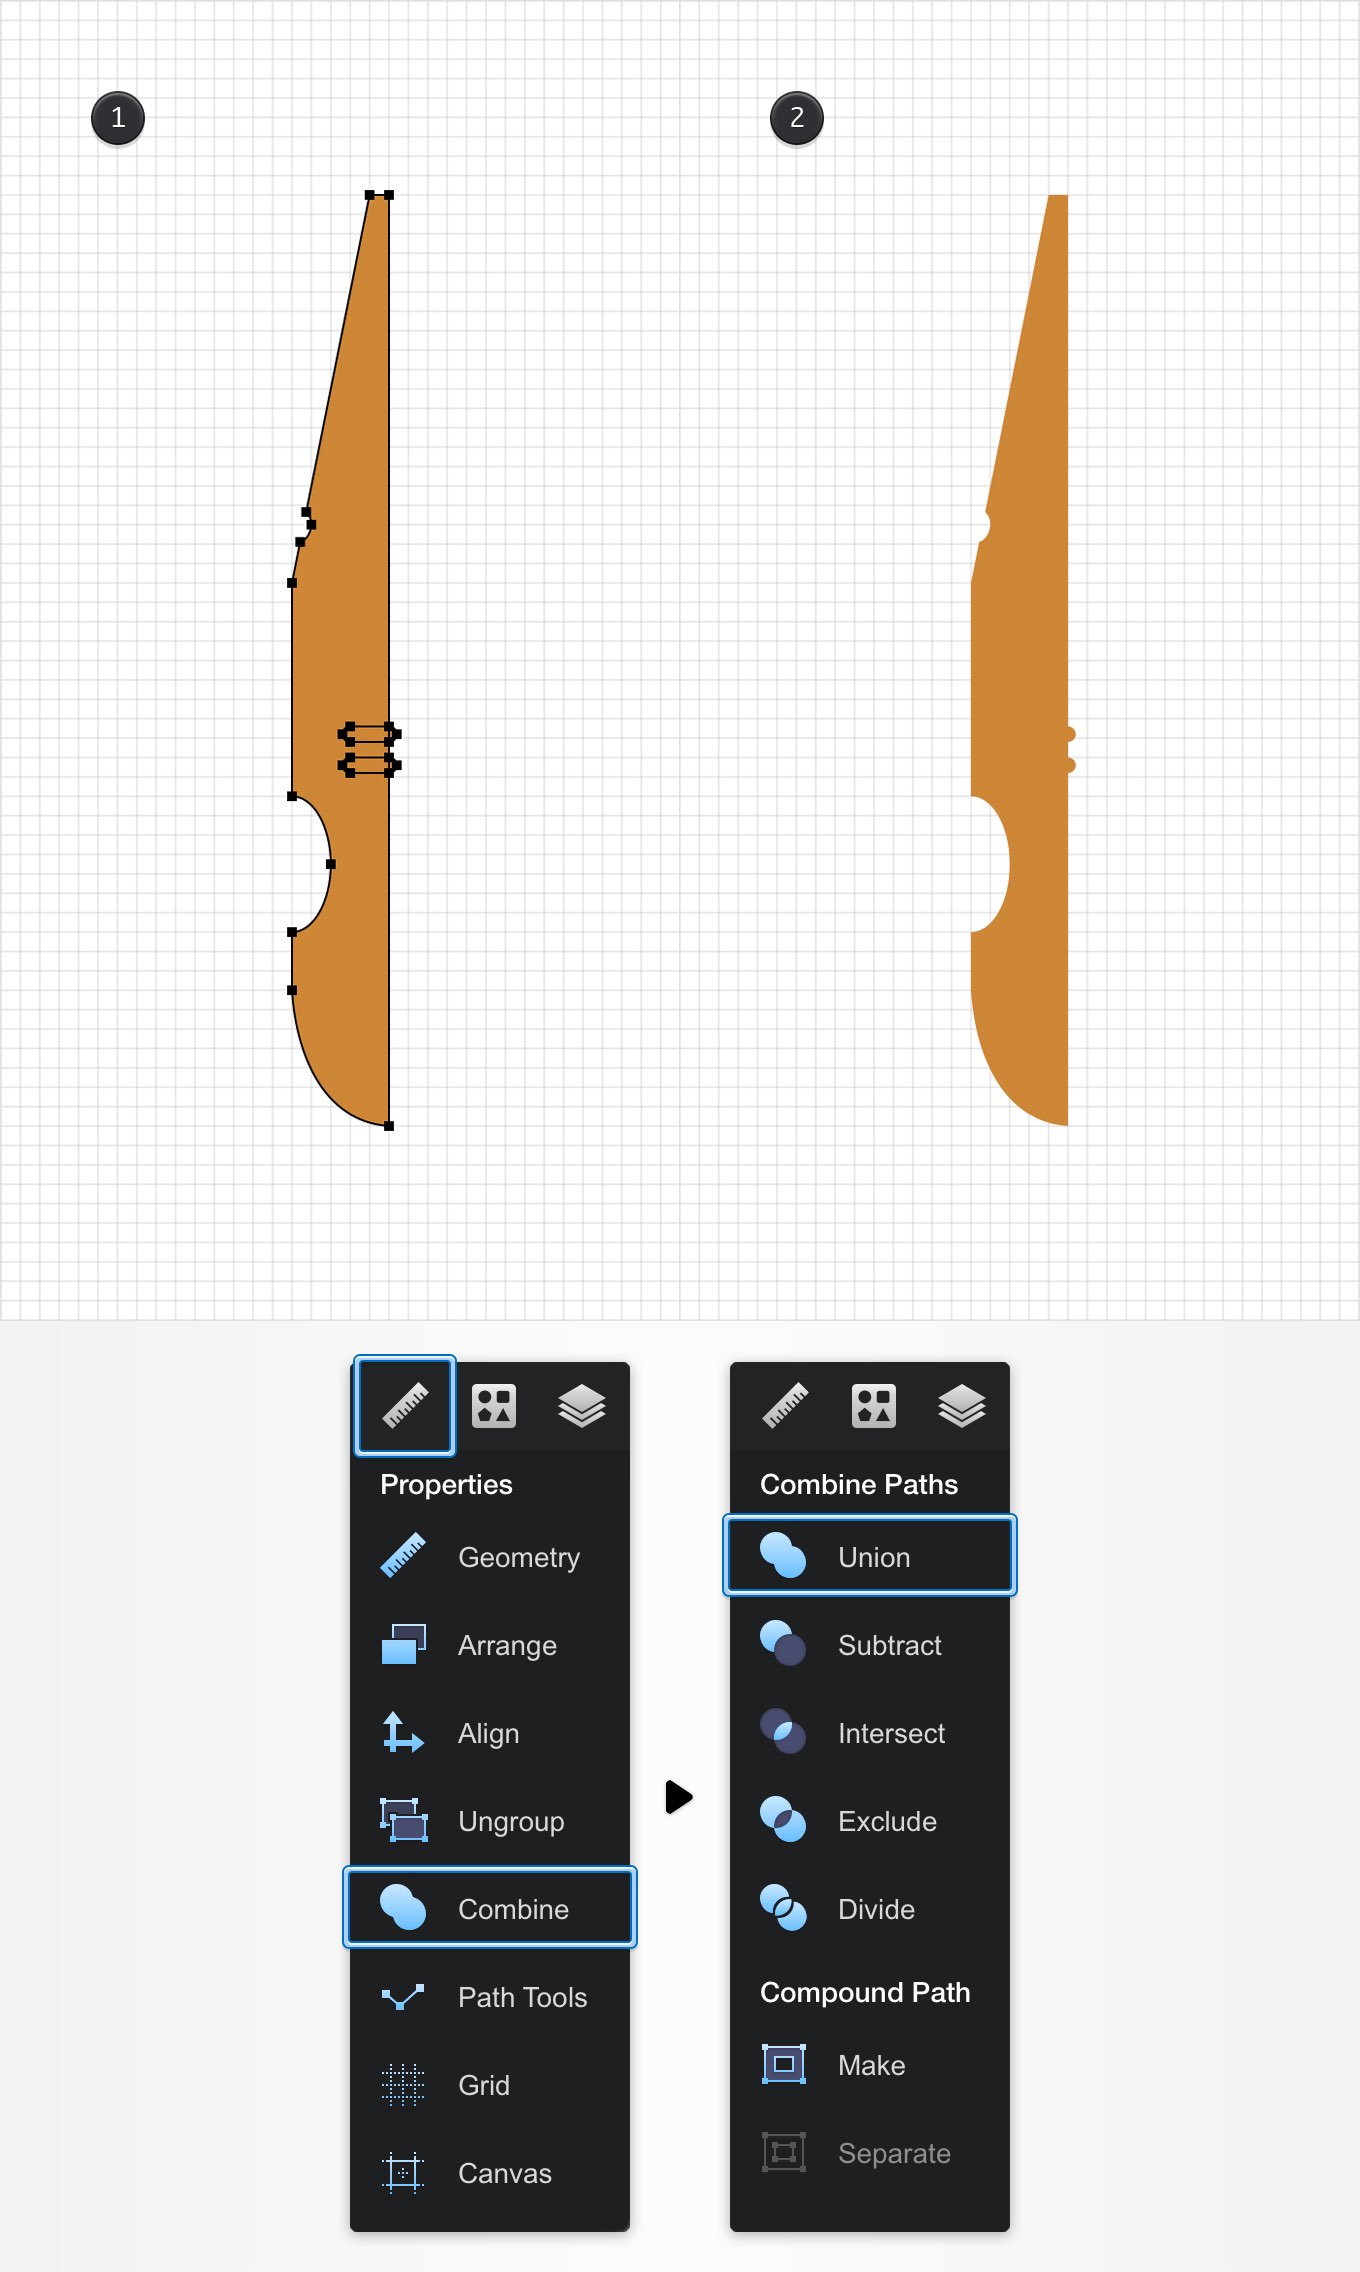 1
2
Properties
Geometry
Arrange
Align
Ungroup
Combine
Path Tools
Grid
Canvas
Combine Paths
Union
Subtract
Intersect
Exclude
Divide
Compound Path
Make
Separate